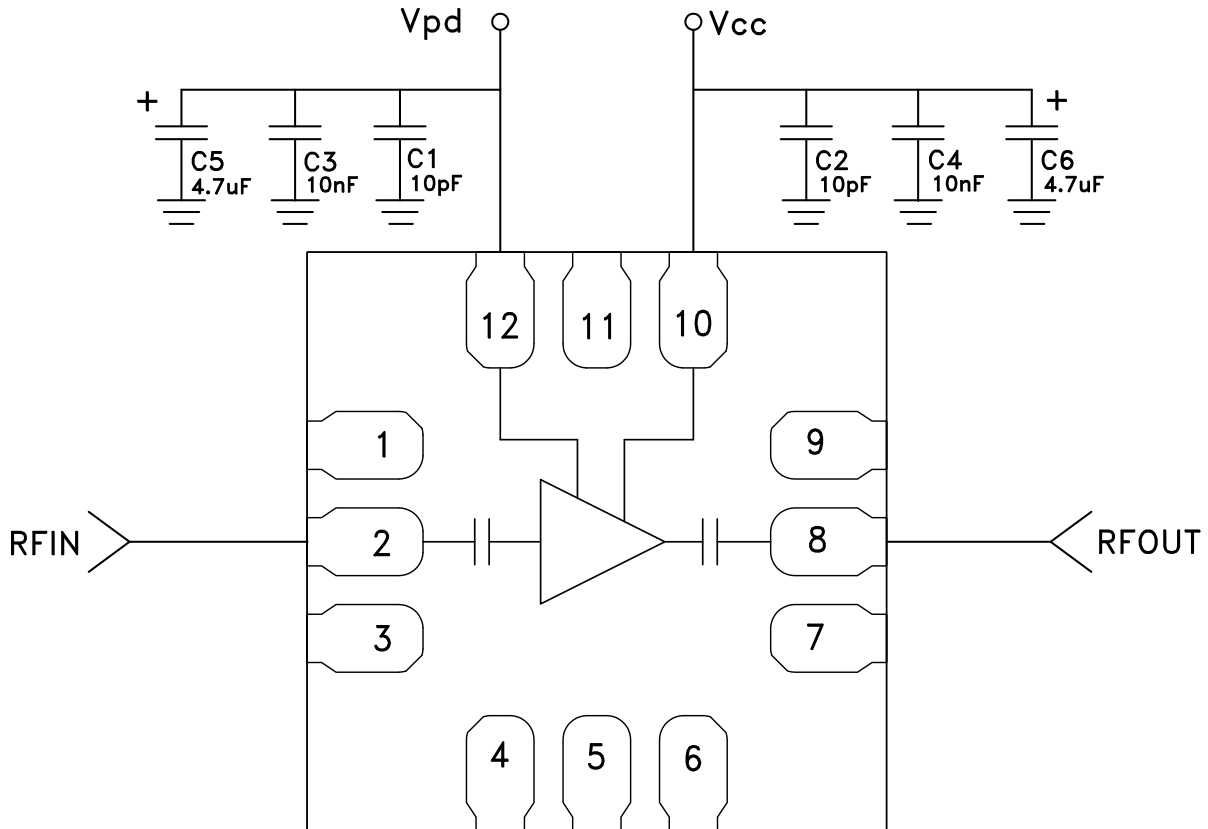 Vpd
Vcc
+
+
C5
4.7uF
C3
10nF
C1
10pF
C2
10pF
C4
10nF
C6
4.7uF
12
11
10
1
9
RFIN
2
8
RFOUT
3
7
4
5
6